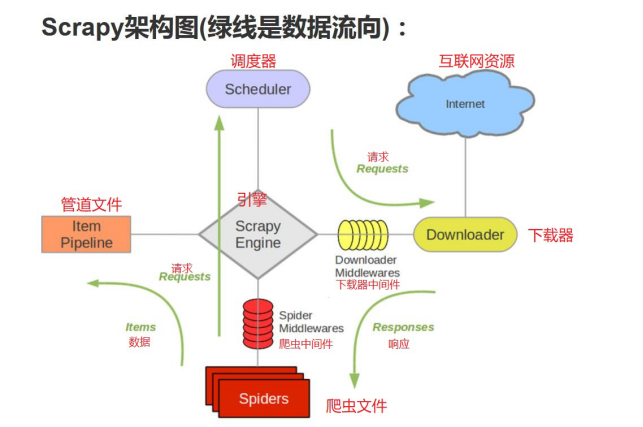 Scrapy架构图(绿线是数据流向)：
调度器
Scheduler
互联网资源
Internet
请求
Requests
管道文件
Item
Pipeline
引擎
Scrapy
Engine
Downloader
下载器
Downloader
Middlewares
下载器中间件
请求
Requests
Items
数据
Spider
Middlewares
爬虫中间件
Responses
响应
Spiders
爬虫文件